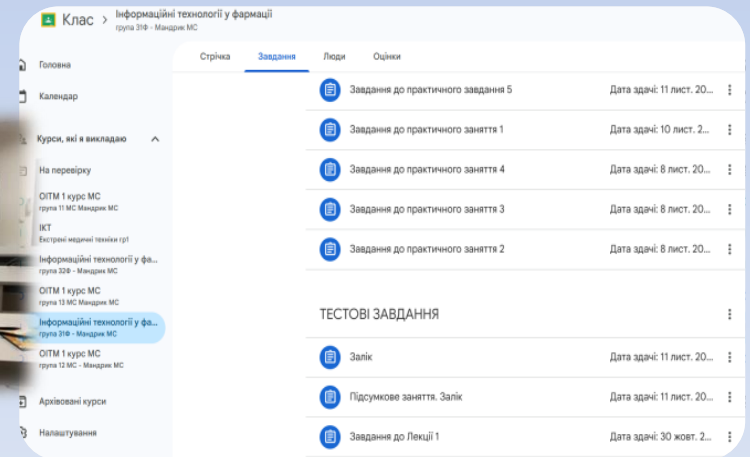 Клас > Інформаційні технології у фармації
група 31Ф - Мандрик МС
Стрічка Завдання Люди Оцінки
Головна
Календар
Курси, які я викладаю
На перевірку
ОІТМ 1 курс МС
група 11 МС Мандрик МС
ІКТ
Екстрені медичні техніки гр1
Інформаційні технології у фа...
група 32Ф - Мандрик МС
ОІТМ 1 курс МС
група 13 МС Мандрик МС
Інформаційні технології у фа...
група 31Ф - Мандрик МС
ОІТМ 1 курс МС
група 12 МС - Мандрик МС
Архівовані курси
Налаштування
Завдання до практичного завдання 5 Дата здачі: 11 лист. 20...
Завдання до практичного заняття 1 Дата здачі: 10 лист. 2...
Завдання до практичного заняття 4 Дата здачі: 8 лист. 20...
Завдання до практичного заняття 3 Дата здачі: 8 лист. 20...
Завдання до практичного заняття 2 Дата здачі: 8 лист. 20...
ТЕСТОВІ ЗАВДАННЯ
Залік Дата здачі: 11 лист. 20...
Підсумкове заняття. Залік Дата здачі: 11 лист. 20...
Завдання до Лекції 1 Дата здачі: 30 жовт. 2...